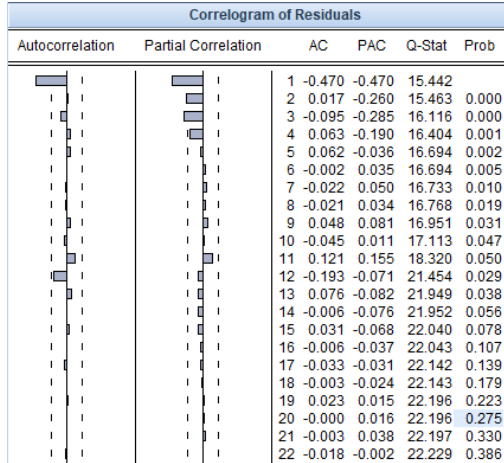 Correlogram of Residuals
Autocorrelation Partial Correlation AC PAC Q-Stat Prob
1 -0.470 -0.470 15.442
2 0.017 -0.260 15.463 0.000
3 -0.095 -0.285 16.116 0.000
4 0.063 -0.190 16.404 0.001
5 0.062 -0.036 16.694 0.002
6 -0.002 0.035 16.694 0.005
7 -0.022 0.050 16.733 0.010
8 -0.021 0.034 16.768 0.019
9 0.048 0.081 16.951 0.031
10 -0.045 0.011 17.113 0.047
11 0.121 0.155 18.320 0.050
12 -0.193 -0.071 21.454 0.029
13 0.076 -0.082 21.949 0.038
14 -0.006 -0.076 21.952 0.056
15 0.031 -0.068 22.040 0.078
16 -0.006 -0.037 22.043 0.107
17 -0.033 -0.031 22.142 0.139
18 -0.003 -0.024 22.143 0.179
19 0.023 0.015 22.196 0.223
20 -0.000 0.016 22.196 0.275
21 -0.003 0.038 22.197 0.330
22 -0.018 -0.002 22.229 0.386